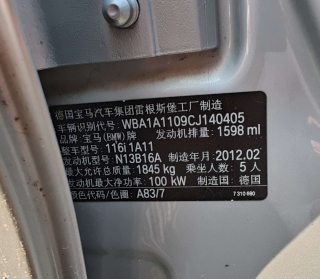 德国宝马汽车集团雷根斯堡工厂制造
车辆识别代号 WBA1A1109CJ140405
品牌 宝马(BMW)牌 发动机排量 1598 ml
整车型号 116i 1A11
发动机型号 N13B16A 制造年月 2012.02
最大允许总质量 1845 kg 乘坐人数 5 人
发动机最大净功率 100 kW 制造国 德国
颜色代码/色圈 A83/7
7 310 680